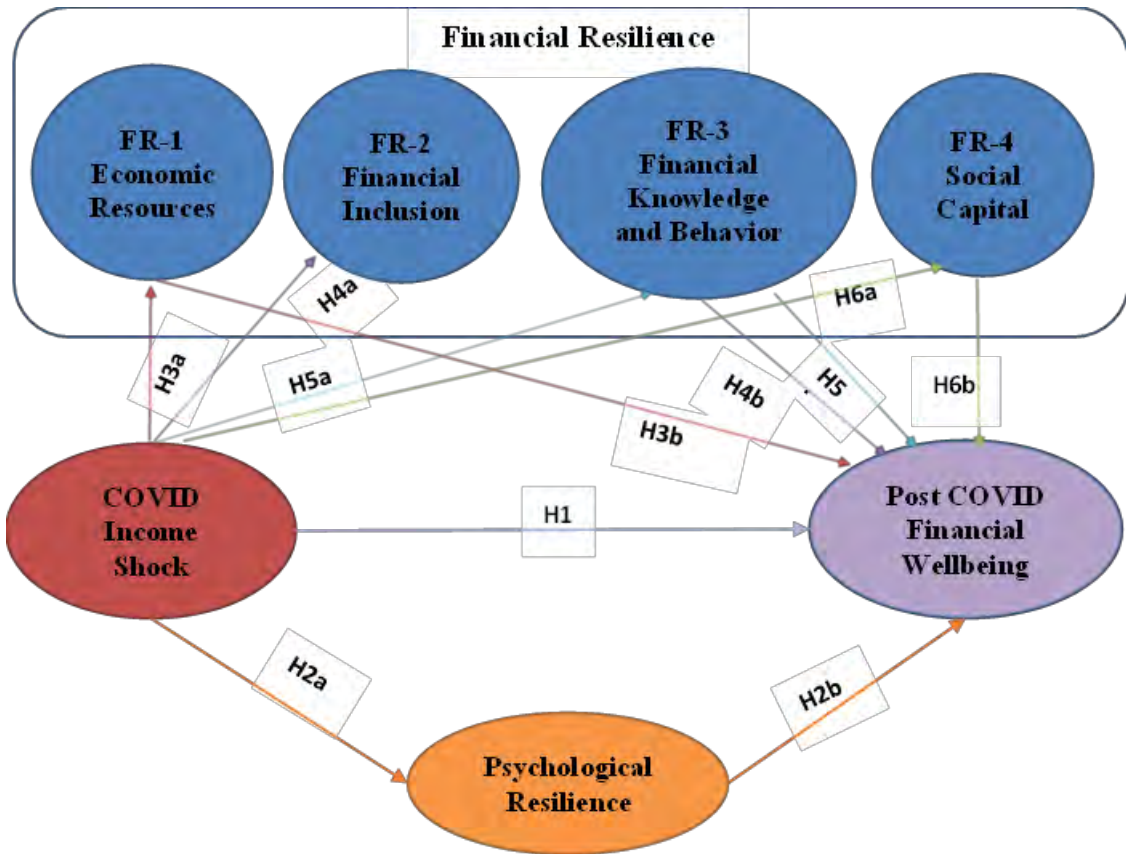 Financial Resilience
FR-1
Economic
Resources
FR-2
Financial
Inclusion
FR-3
Financial
Knowledge
and Behavior
FR-4
Social
Capital
H3a
H4a
H5a
H6a
H3b
H4b
H5
H6b
COVID
Income
Shock
H1
Post COVID
Financial
Wellbeing
H2a
H2b
Psychological
Resilience